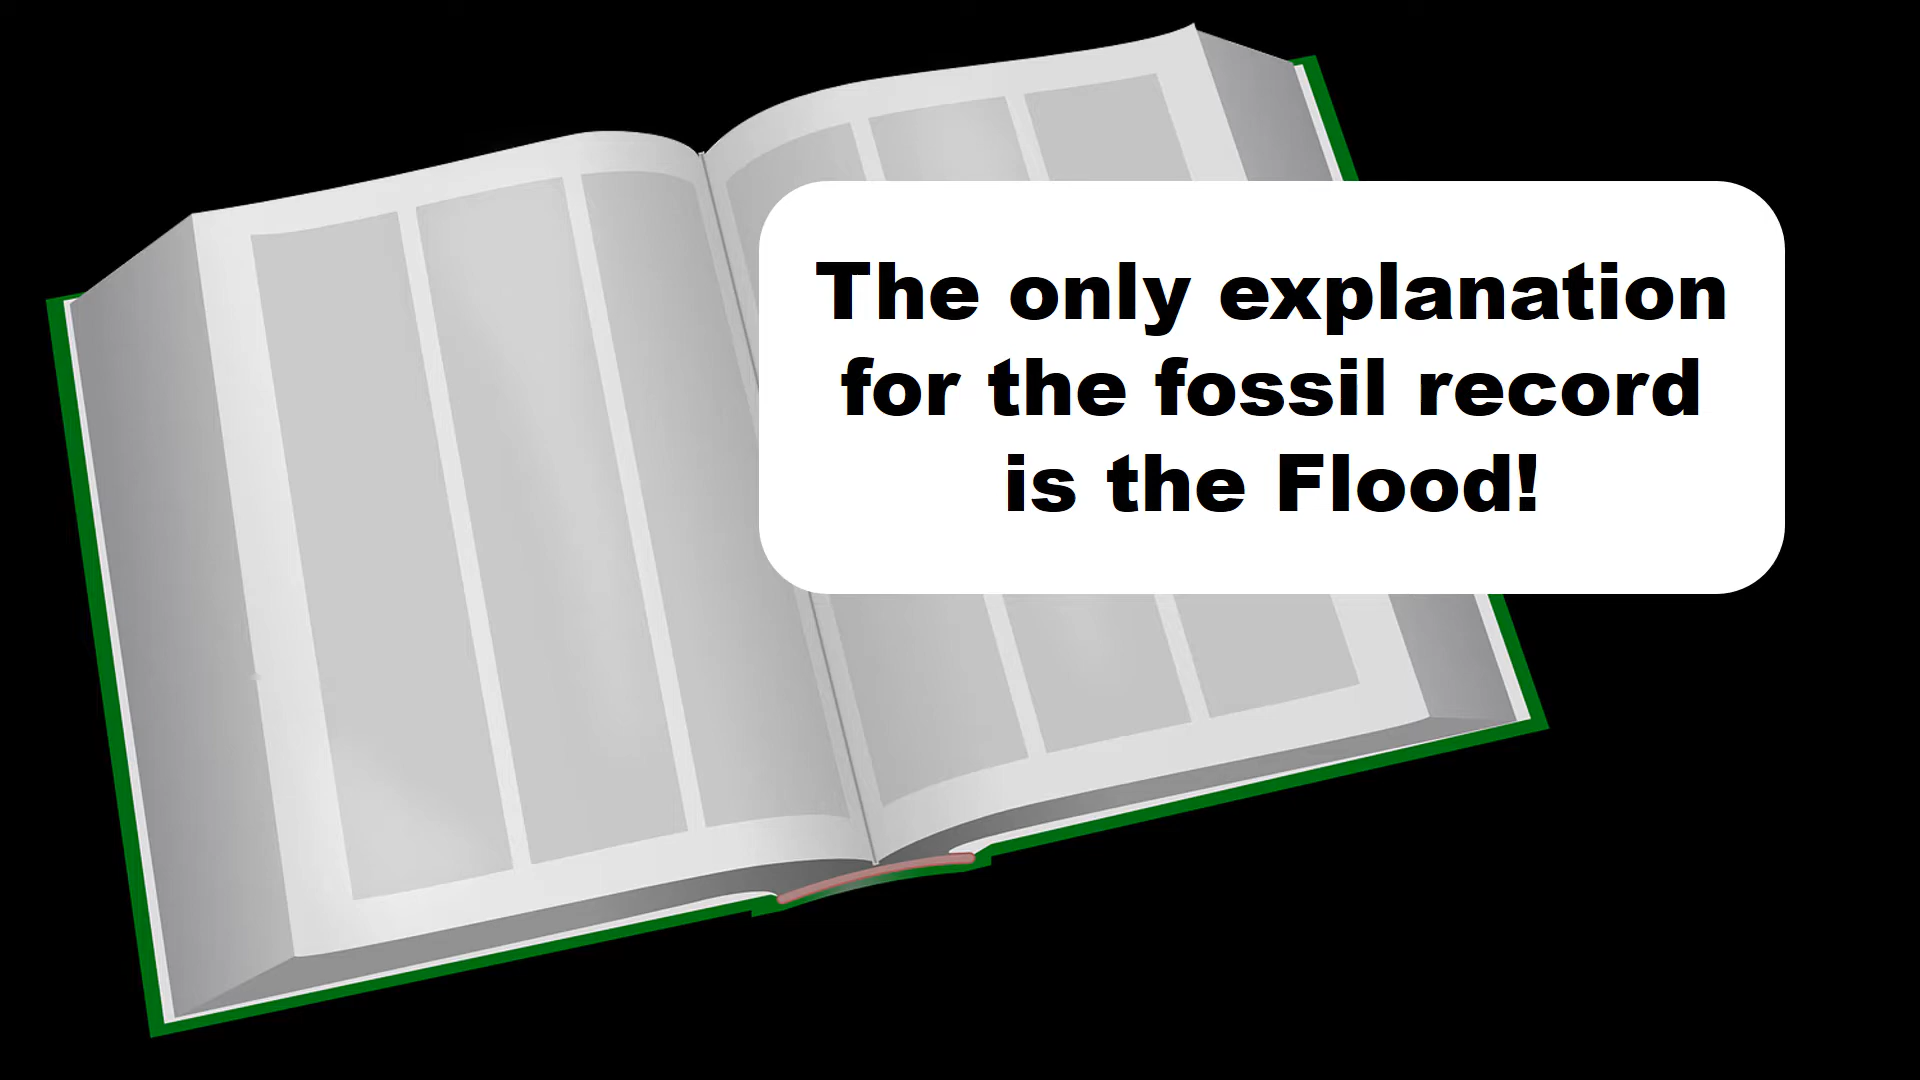 The only explanation
for the fossil record
is the Flood!